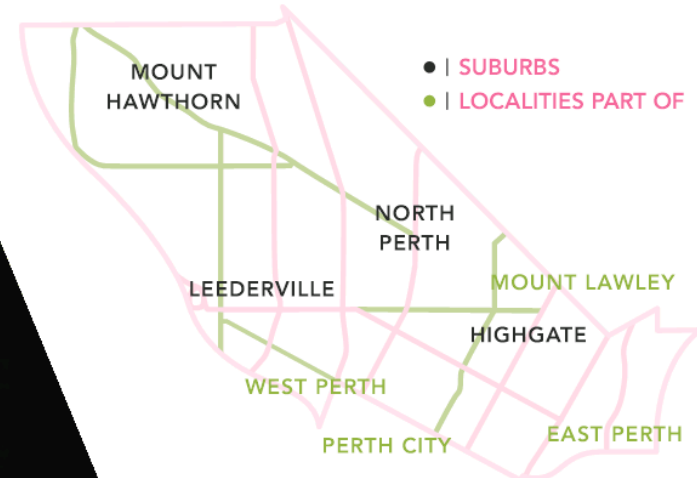 MOUNT
HAWTHORN
● | SUBURBS
● | LOCALITIES PART OF
NORTH
PERTH
MOUNT LAWLEY
LEEDERVILLE
HIGHGATE
WEST PERTH
PERTH CITY
EAST PERTH